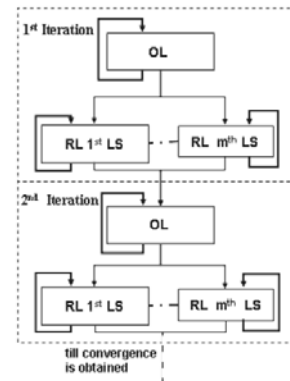 1st Iteration
OL
RL 1st LS
RL mth LS
2nd Iteration
OL
RL 1st LS
RL mth LS
till convergence
is obtained